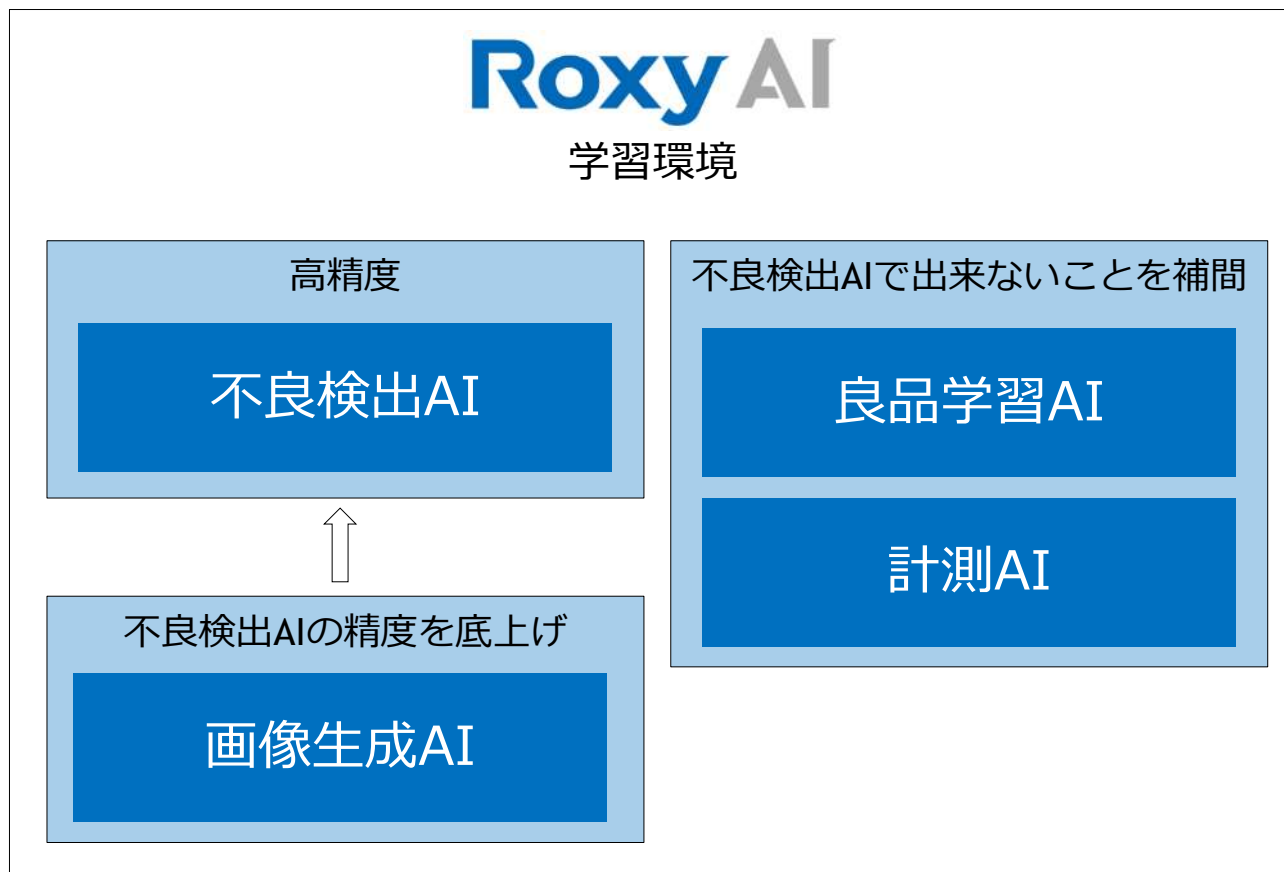 Roxy AI
学習環境
高精度
不良検出AI
不良検出AIの精度を底上げ
画像生成AI
不良検出AIで出来ないことを補間
良品学習AI
計測AI